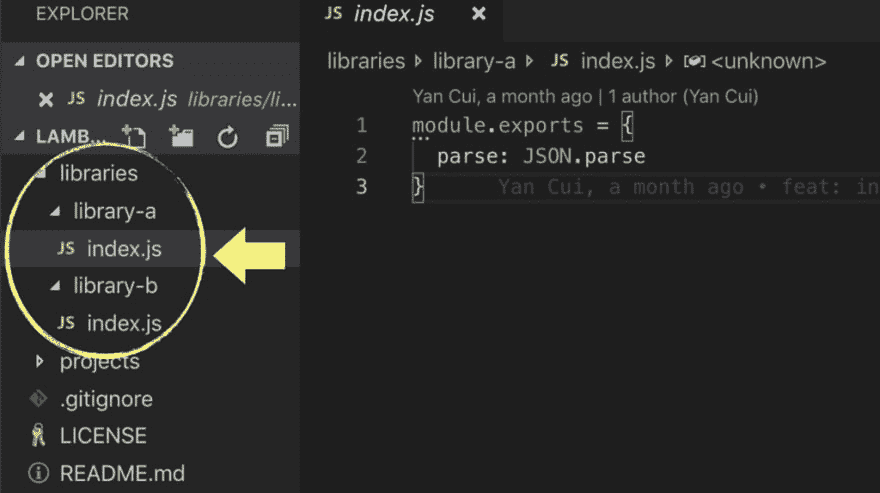 EXPLORER
OPEN EDITORS
JS index.js libraries/li...
LAMB...
libraries
library-a
JS index.js
library-b
JS index.js
projects
.gitignore
LICENSE
README.md
JS index.js
libraries library-a JS index.js <unknown>
Yan Cui, a month ago | 1 author (Yan Cui)
1 module.exports = {
2 parse: JSON.parse
3 } Yan Cui, a month ago • feat: in